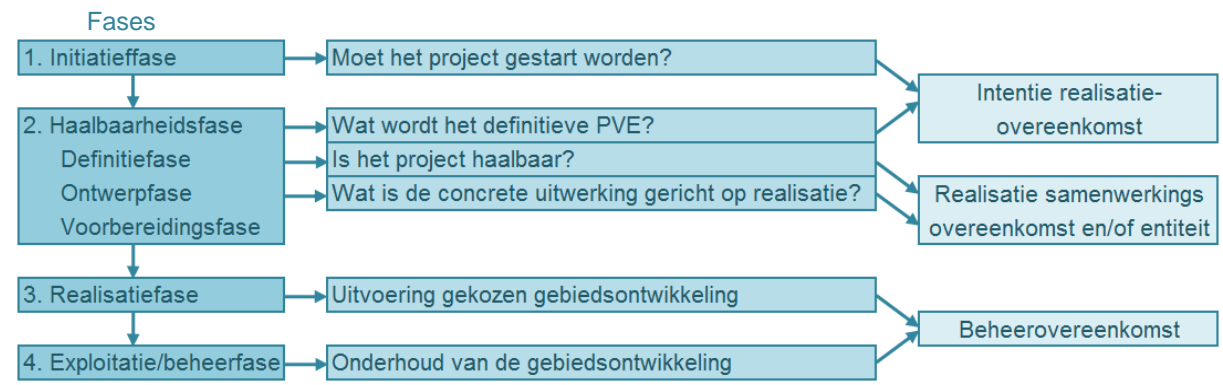 Fases
1. Initiatieffase
Moet het project gestart worden?
Intentie realisatie-
overeenkomst
2. Haalbaarheidsfase
Wat wordt het definitieve PVE?
Definitiefase
Is het project haalbaar?
Ontwerpfase
Wat is de concrete uitwerking gericht op realisatie?
Voorbereidingsfase
Realisatie samenwerkings
overeenkomst en/of entiteit
3. Realisatiefase
Uitvoering gekozen gebiedsontwikkeling
Beheerovereenkomst
4. Exploitatie/beheerfase
Onderhoud van de gebiedsontwikkeling